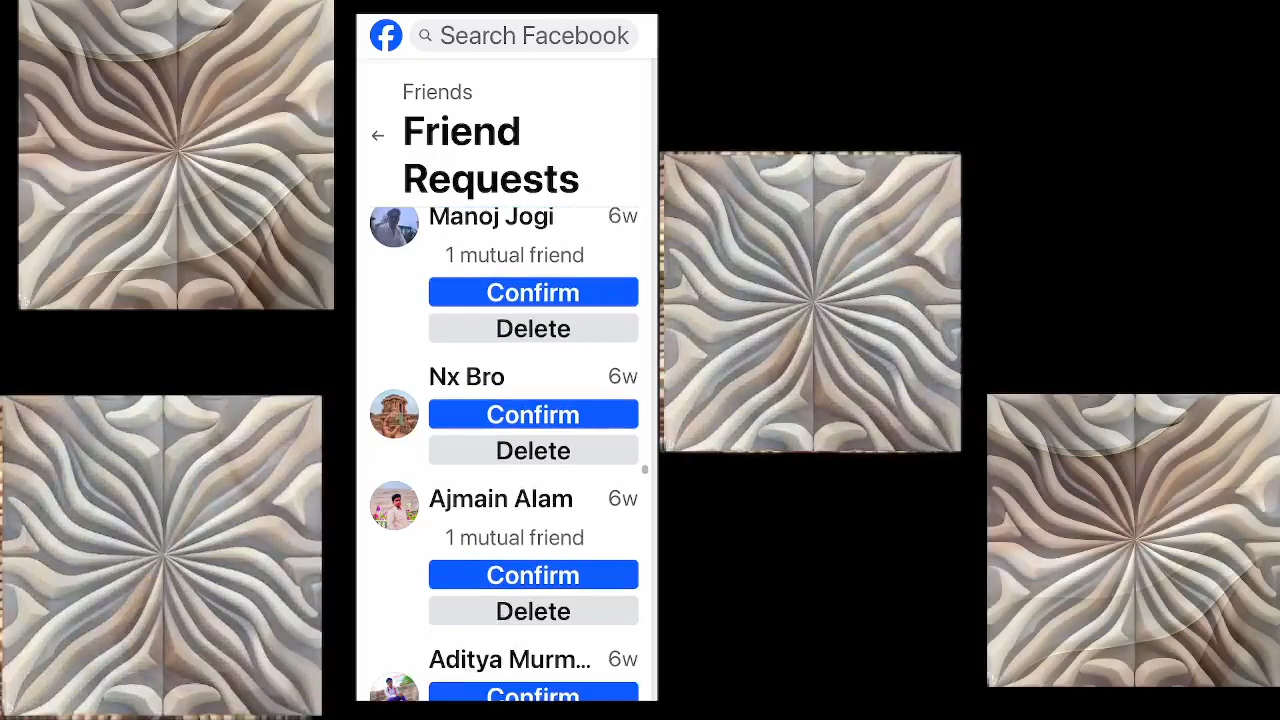 Search Facebook
Friends
Friend
Requests
Manoj Jogi 6w
1 mutual friend
Confirm
Delete
Nx Bro 6w
Confirm
Delete
Ajmain Alam 6w
1 mutual friend
Confirm
Delete
Aditya Murm... 6w
Confirm